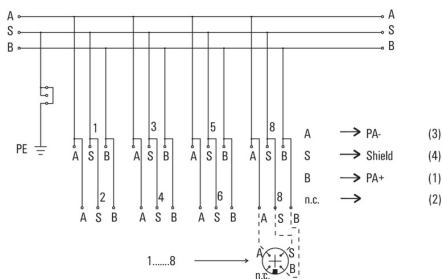 A A
S S
B B
1 3 5 8
PE
A S B A S B A S B A S B
2 4 6 8
A S B A S B A S B A S B
A → PA- (3)
S → Shield (4)
B → PA+ (1)
n.c. → (2)
1.......8 →
A S
B
n.c.